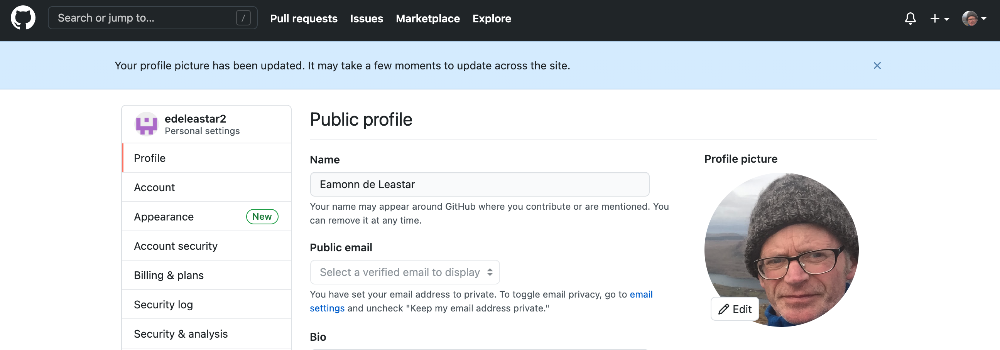 Search or jump to... /
Pull requests Issues Marketplace Explore
Your profile picture has been updated. It may take a few moments to update across the site.
edeleastar2
Personal settings
Profile
Account
Appearance New
Account security
Billing & plans
Security log
Security & analysis
Public profile
Name
Eamonn de Leastar
Your name may appear around GitHub where you contribute or are mentioned. You
can remove it at any time.
Public email
Select a verified email to display
You have set your email address to private. To toggle email privacy, go to email
settings and uncheck "Keep my email address private."
Bio
Profile picture
Edit